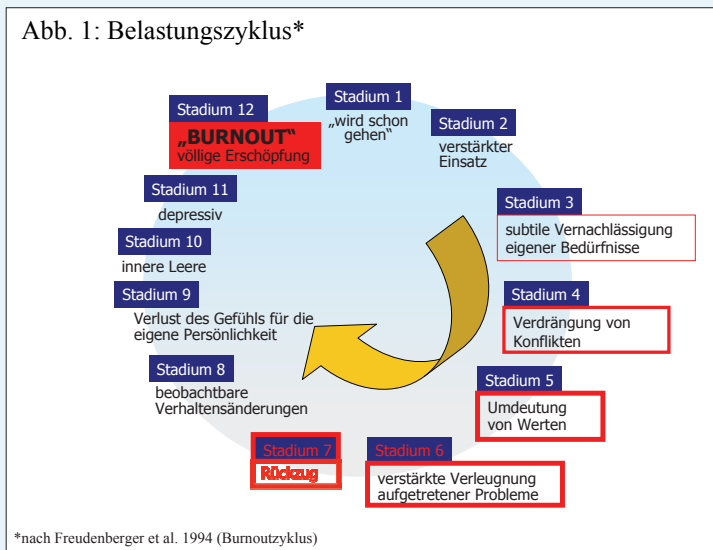 Abb. 1: Belastungszyklus*
Stadium 1
„wird schon
gehen“
Stadium 2
verstärkter
Einsatz
Stadium 3
subtile Vernachlässigung
eigener Bedürfnisse
Stadium 4
Verdrängung von
Konflikten
Stadium 5
Umdeutung
von Werten
Stadium 6
verstärkte Verleugnung
aufgetretener Probleme
Stadium 7
Rückzug
Stadium 8
beobachtbare
Verhaltensänderungen
Stadium 9
Verlust des Gefühls für die
eigene Persönlichkeit
Stadium 10
innere Leere
Stadium 11
depressiv
Stadium 12
„BURNOUT“
völlige Erschöpfung
*nach Freudenberger et al. 1994 (Burnoutzyklus)